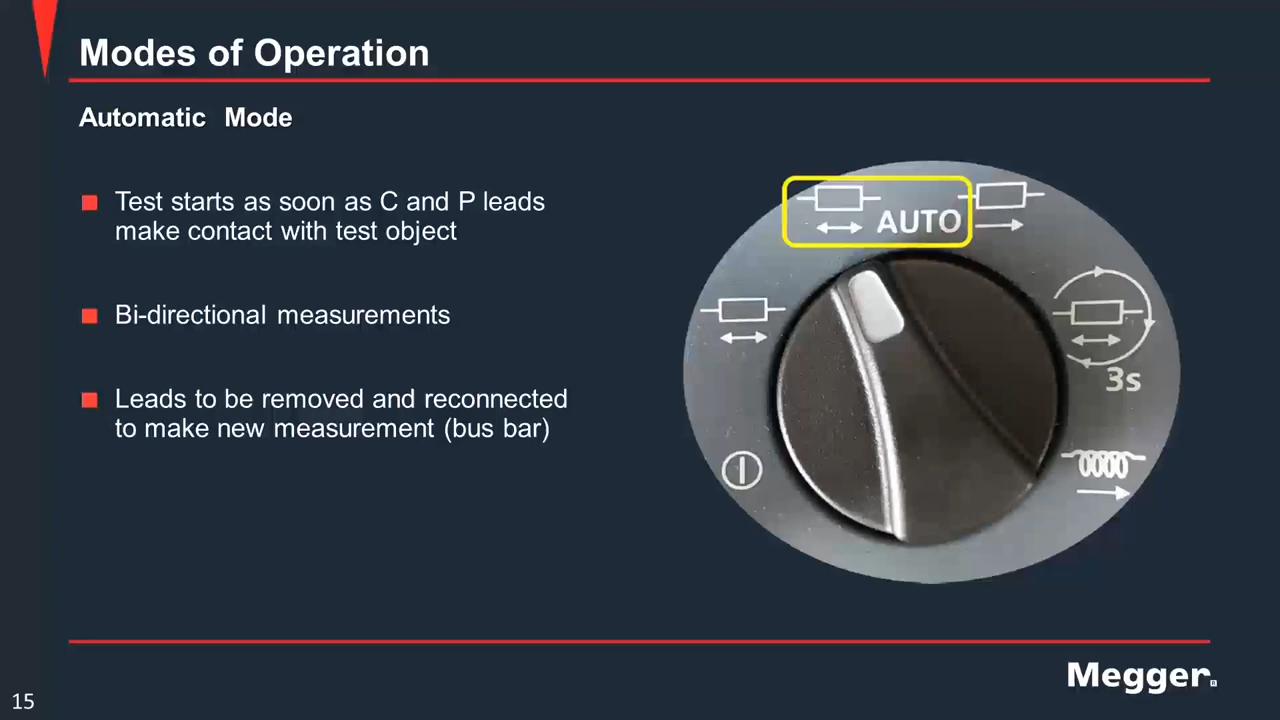 Modes of Operation
Automatic Mode
Test starts as soon as C and P leads
make contact with test object
Bi-directional measurements
Leads to be removed and reconnected
to make new measurement (bus bar)
AUTO
3s
Megger®
15